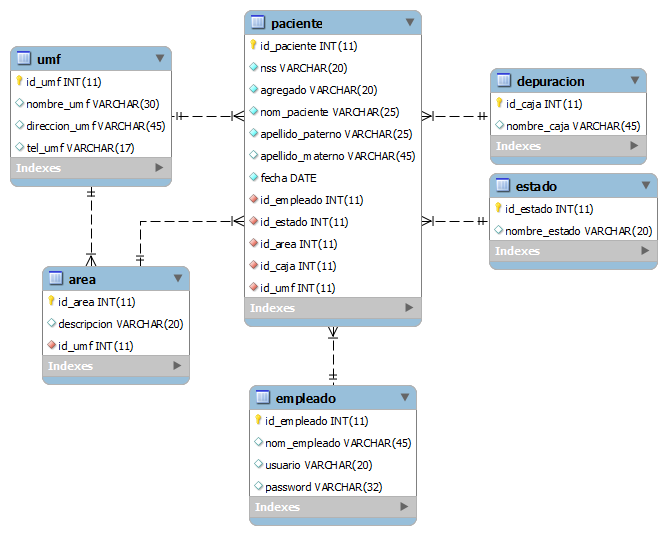 umf
id_umf INT(11)
nombre_umf VARCHAR(30)
direccion_umf VARCHAR(45)
tel_umf VARCHAR(17)
Indexes
área
id_area INT(11)
descripcion VARCHAR(20)
id_umf INT(11)
Indexes
paciente
id_paciente INT(11)
nss VARCHAR(20)
agregado VARCHAR(20)
nom_paciente VARCHAR(25)
apellido_paterno VARCHAR(25)
apellido_materno VARCHAR(45)
fecha DATE
id_empleado INT(11)
id_estado INT(11)
id_area INT(11)
id_caja INT(11)
id_umf INT(11)
Indexes
empleado
id_empleado INT(11)
nom_empleado VARCHAR(45)
usuario VARCHAR(20)
password VARCHAR(32)
Indexes
depuracion
id_caja INT(11)
nombre_caja VARCHAR(45)
Indexes
estado
id_estado INT(11)
nombre_estado VARCHAR(20)
Indexes